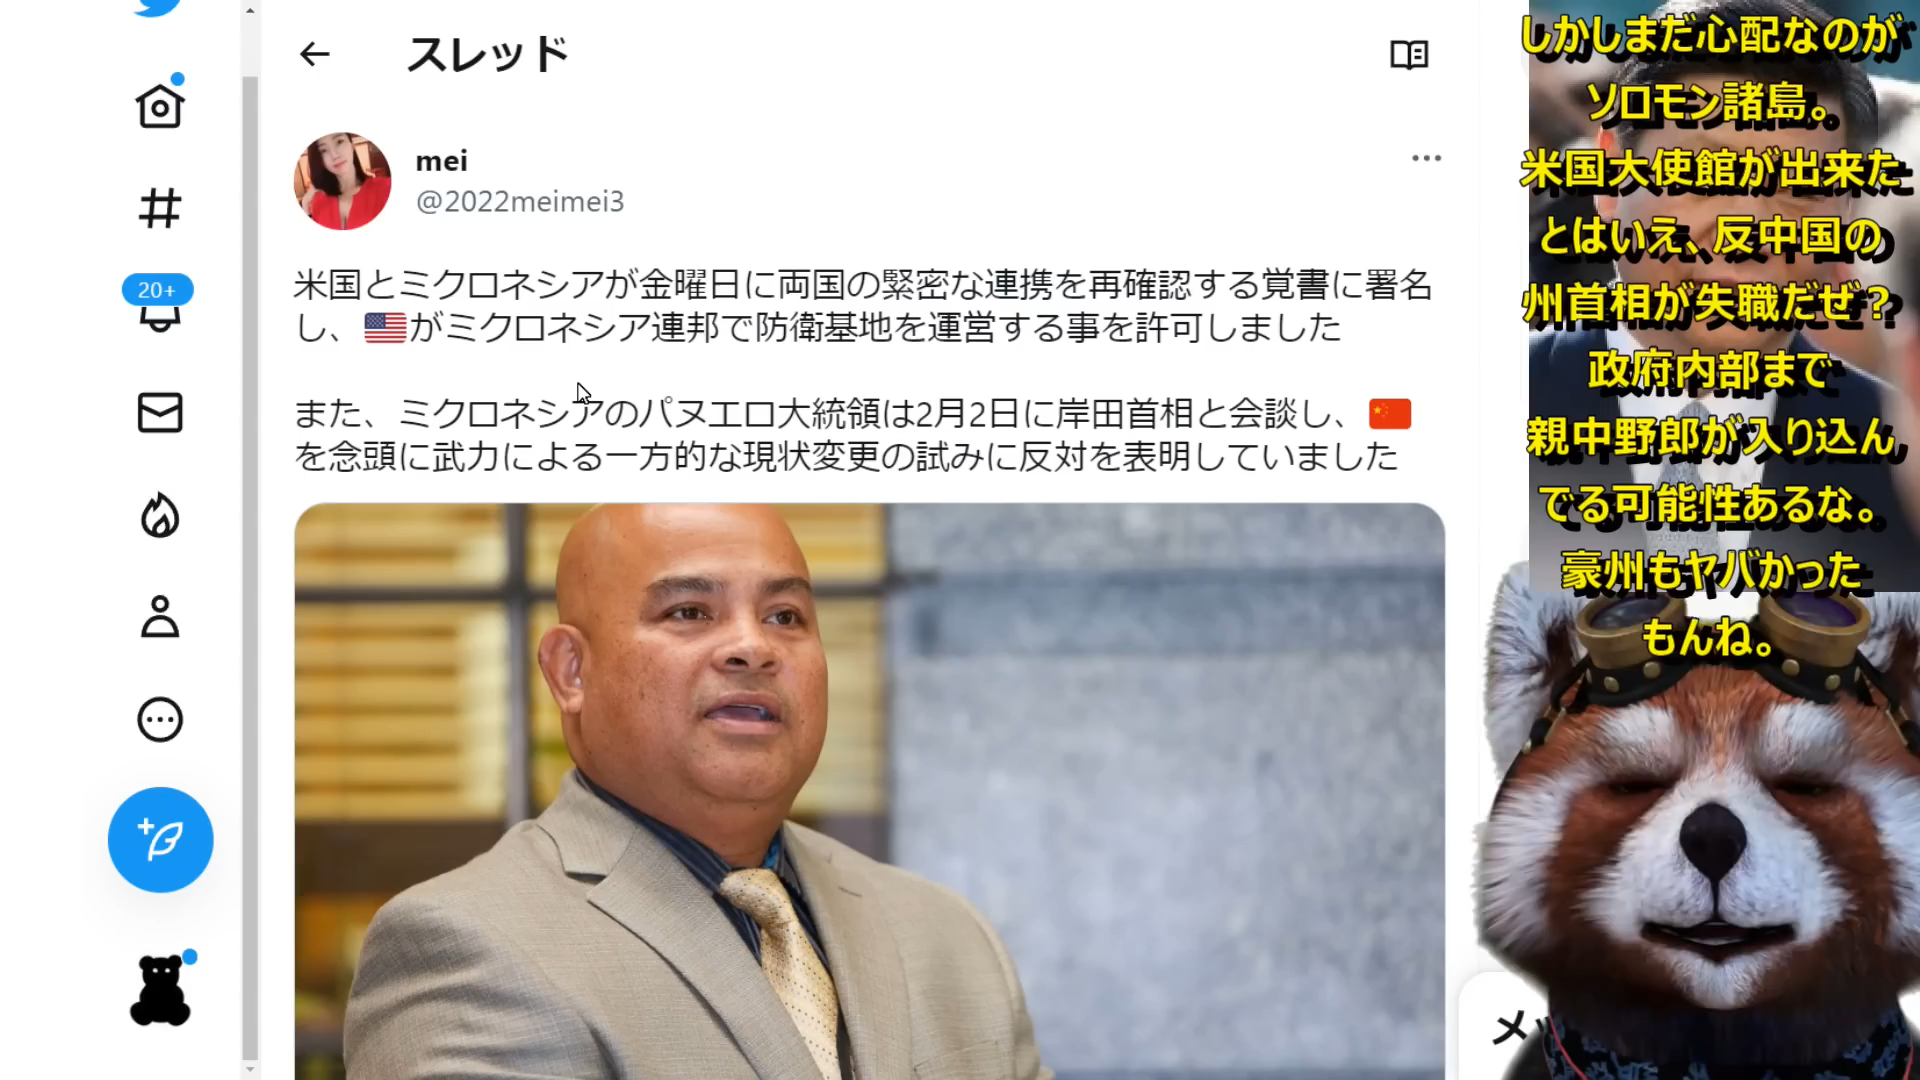 スレッド
mei
@2022meimei3
20+
米国とミクロネシアが金曜日に両国の緊密な連携を再確認する覚書に署名
し、🇺🇸がミクロネシア連邦で防衛基地を運営する事を許可しました
また、ミクロネシアのパヌエロ大統領は2月2日に岸田首相と会談し、🇨🇳
を念頭に武力による一方的な現状変更の試みに反対を表明していました
しかしまだ心配なのが
ソロモン諸島。
米国大使館が出来た
とはいえ、反中国の
州首相が失職だぜ？
政府内部まで
親中野郎が入り込ん
でる可能性あるな。
豪州もヤバかった
もんね。